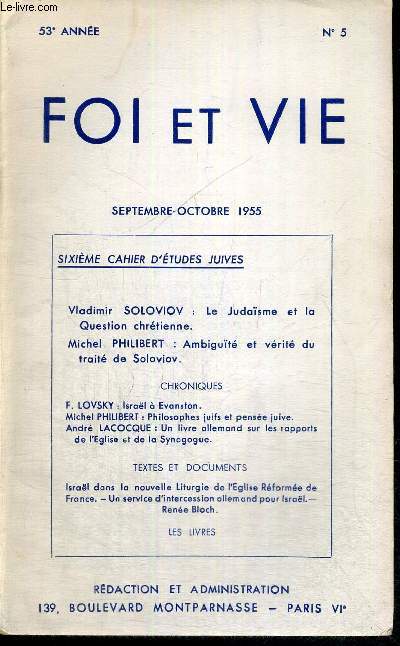 Le-livre.com
53e ANNÉE N° 5
FOI ET VIE
SEPTEMBRE-OCTOBRE 1955
SIXIÈME CAHIER D'ÉTUDES JUIVES
Vladimir SOLOVIOV : Le Judaïsme et la
Question chrétienne.
Michel PHILIBERT : Ambiguïté et vérité du
traité de Soloviov.
CHRONIQUES
F. LOVSKY : Israël à Evanston.
Michel PHILIBERT : Philosophes juifs et pensée juive.
André LACOCQUE : Un livre allemand sur les rapports
de l'Eglise et de la Synagogue.
TEXTES ET DOCUMENTS
Israël dans la nouvelle Liturgie de l'Eglise Réformée de
France. – Un service d'intercession allemand pour Israël. —
Renée Bloch.
LES LIVRES
RÉDACTION ET ADMINISTRATION
139, BOULEVARD MONTPARNASSE – PARIS VIe